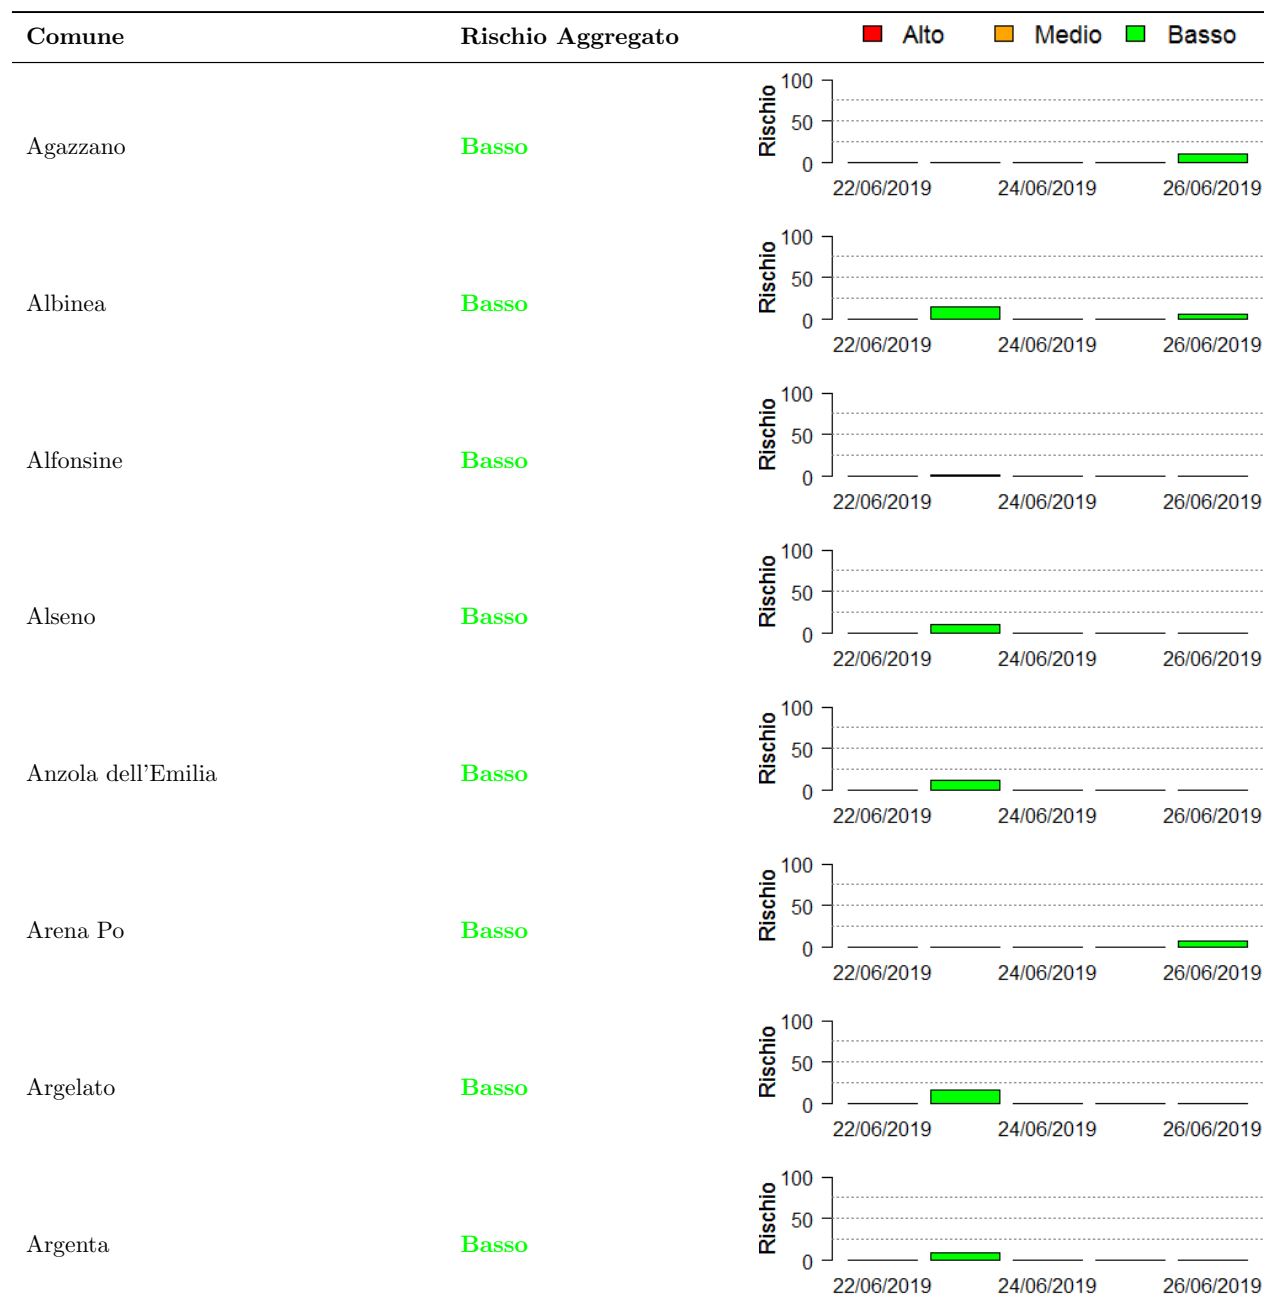 Comune Rischio Aggregato Alto Medio Basso
100
50
0
Rischio
Agazzano Basso
22/06/2019 24/06/2019 26/06/2019
100
50
0
Rischio
Albinea Basso
22/06/2019 24/06/2019 26/06/2019
100
50
0
Rischio
Alfonsine Basso
22/06/2019 24/06/2019 26/06/2019
100
50
0
Rischio
Alseno Basso
22/06/2019 24/06/2019 26/06/2019
100
50
0
Rischio
Anzola dell'Emilia Basso
22/06/2019 24/06/2019 26/06/2019
100
50
0
Rischio
Arena Po Basso
22/06/2019 24/06/2019 26/06/2019
100
50
0
Rischio
Argelato Basso
22/06/2019 24/06/2019 26/06/2019
100
50
0
Rischio
Argenta Basso
22/06/2019 24/06/2019 26/06/2019